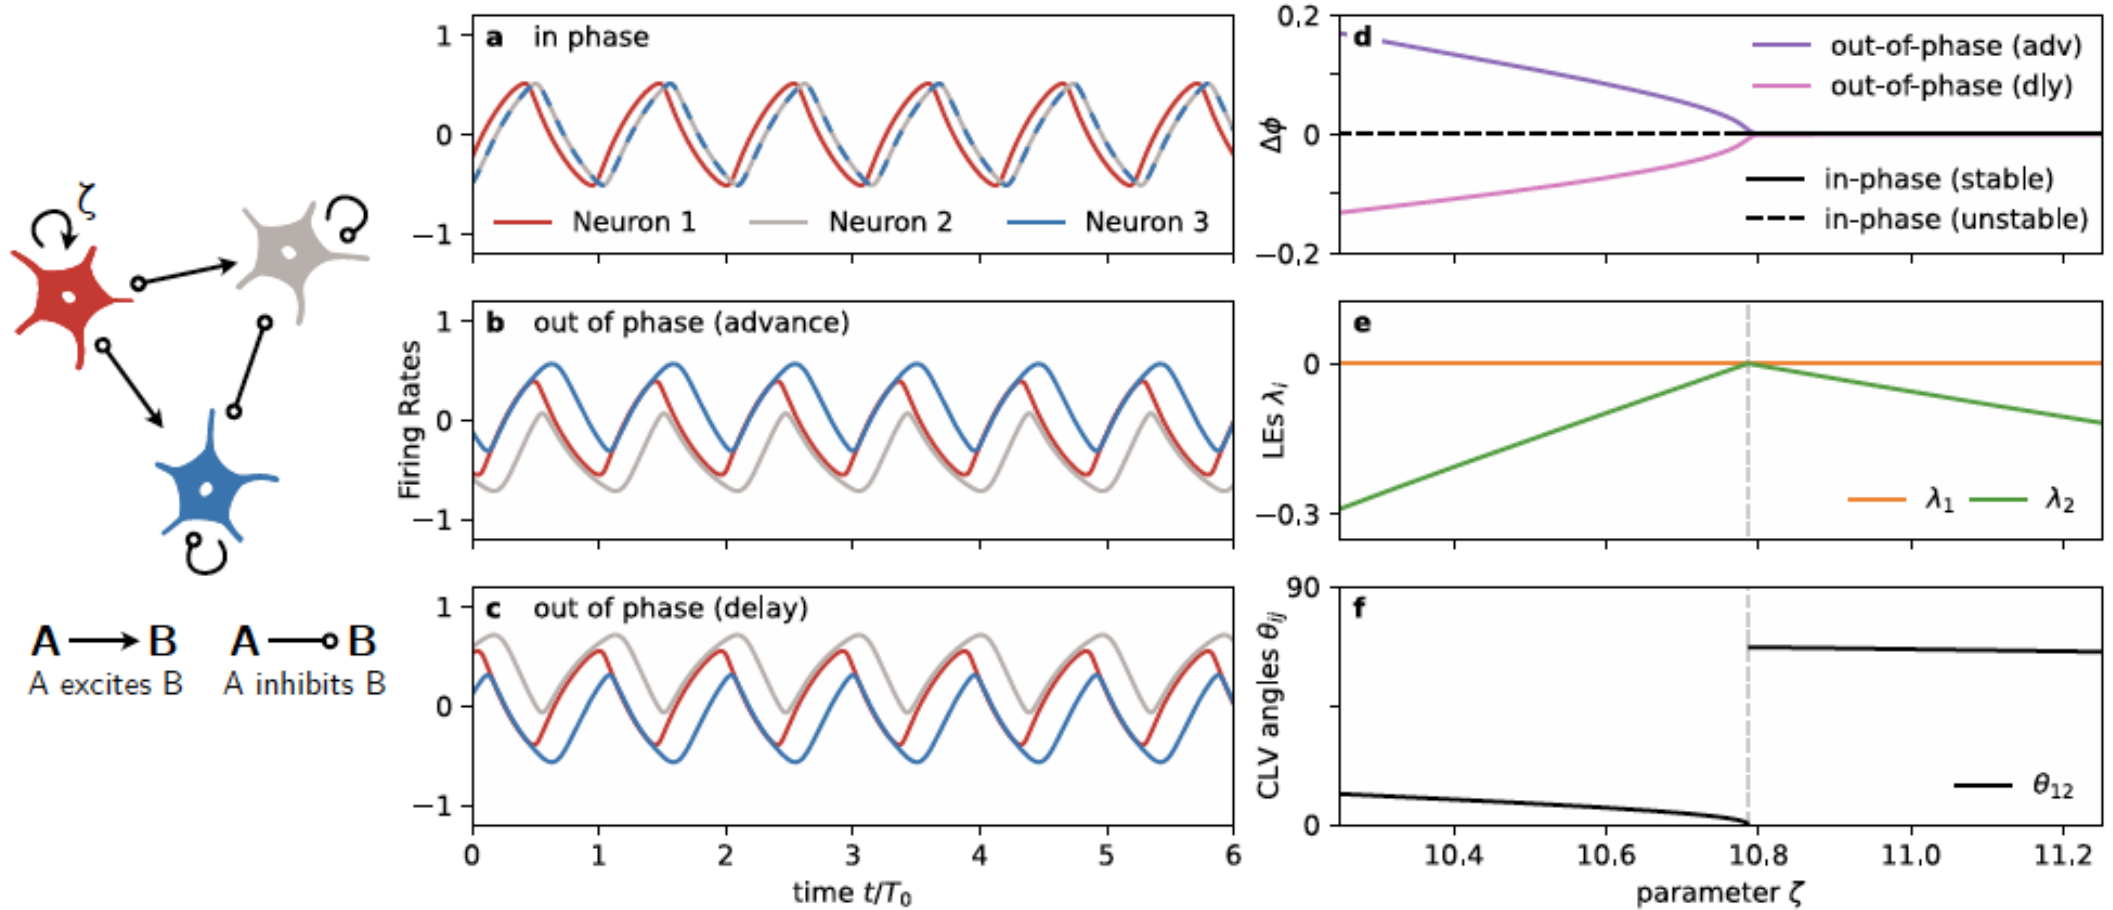 ζ
A B A B
A excites B A inhibits B
a in phase
1
0
−1
Neuron 1 Neuron 2 Neuron 3
b out of phase (advance)
1
0
−1
Firing Rates
c out of phase (delay)
1
0
−1
0 1 2 3 4 5 6
time t/T₀
d
0.2
0
−0.2
Δϕ
out-of-phase (adv)
out-of-phase (dly)
in-phase (stable)
in-phase (unstable)
e
0
−0.3
LEs λᵢ
λ₁ λ₂
f
90
0
CLV angles θᵢⱼ
θ₁₂
10.4 10.6 10.8 11.0 11.2
parameter ζ